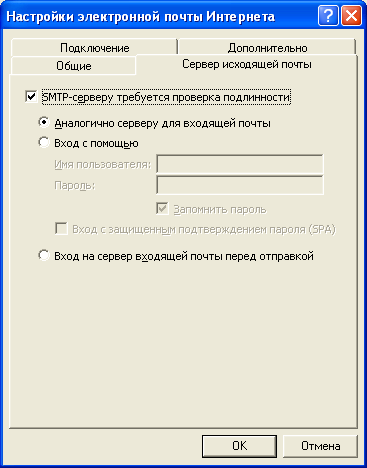 Настройки электронной почты Интернета
Подключение Дополнительно
Общие Сервер исходящей почты
SMTP-серверу требуется проверка подлинности
Аналогично серверу для входящей почты
Вход с помощью
Имя пользователя:
Пароль:
Запомнить пароль
Вход с защищенным подтверждением пароля (SPA)
Вход на сервер входящей почты перед отправкой
OK Отмена